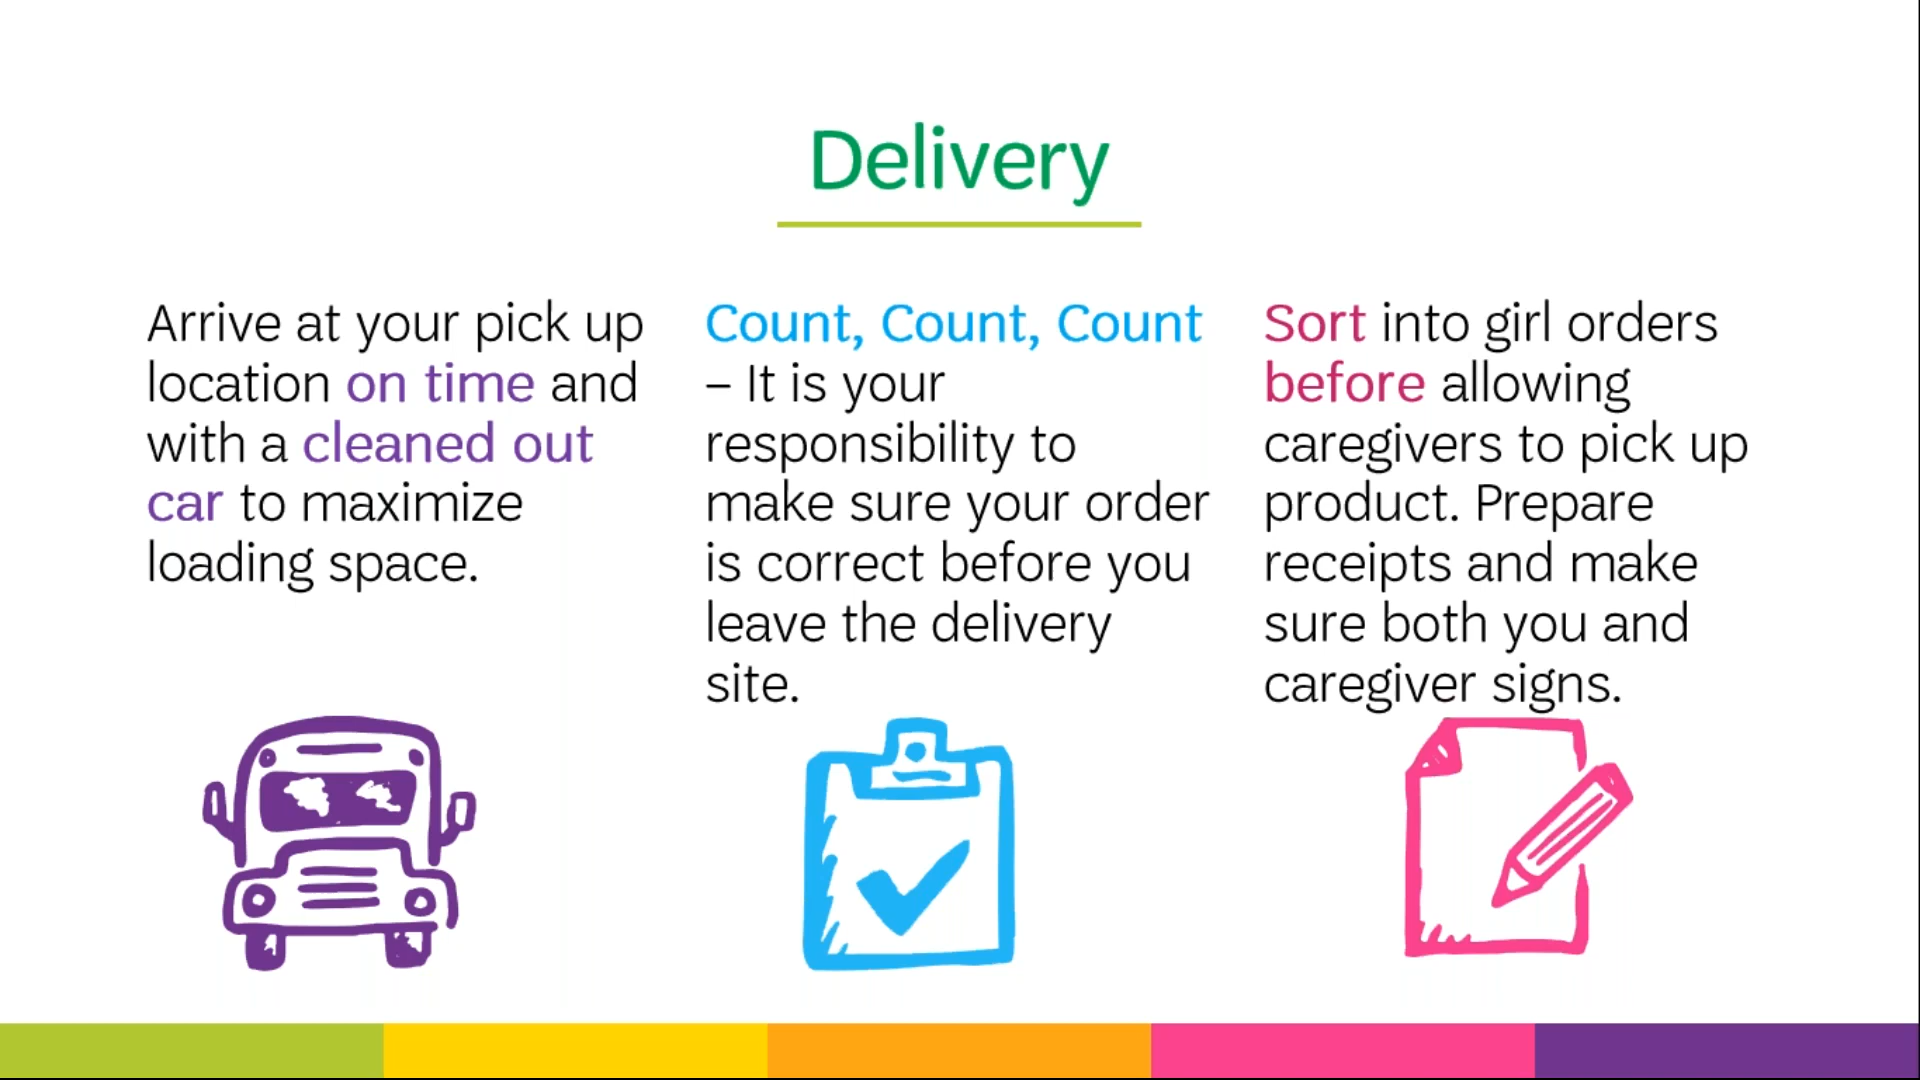 Delivery
Arrive at your pick up
location on time and
with a cleaned out
car to maximize
loading space.
Count, Count, Count
– It is your
responsibility to
make sure your order
is correct before you
leave the delivery
site.
Sort into girl orders
before allowing
caregivers to pick up
product. Prepare
receipts and make
sure both you and
caregiver signs.